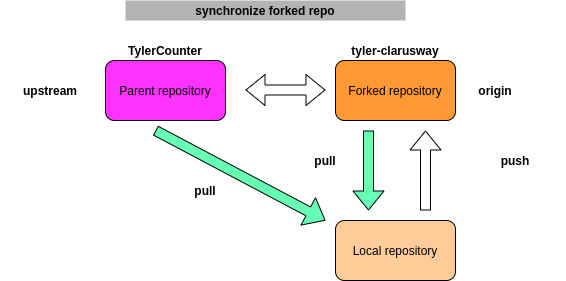 synchronize forked repo
TylerCounter
tyler-clarusway
upstream
Parent repository
Forked repository
origin
pull
push
pull
Local repository